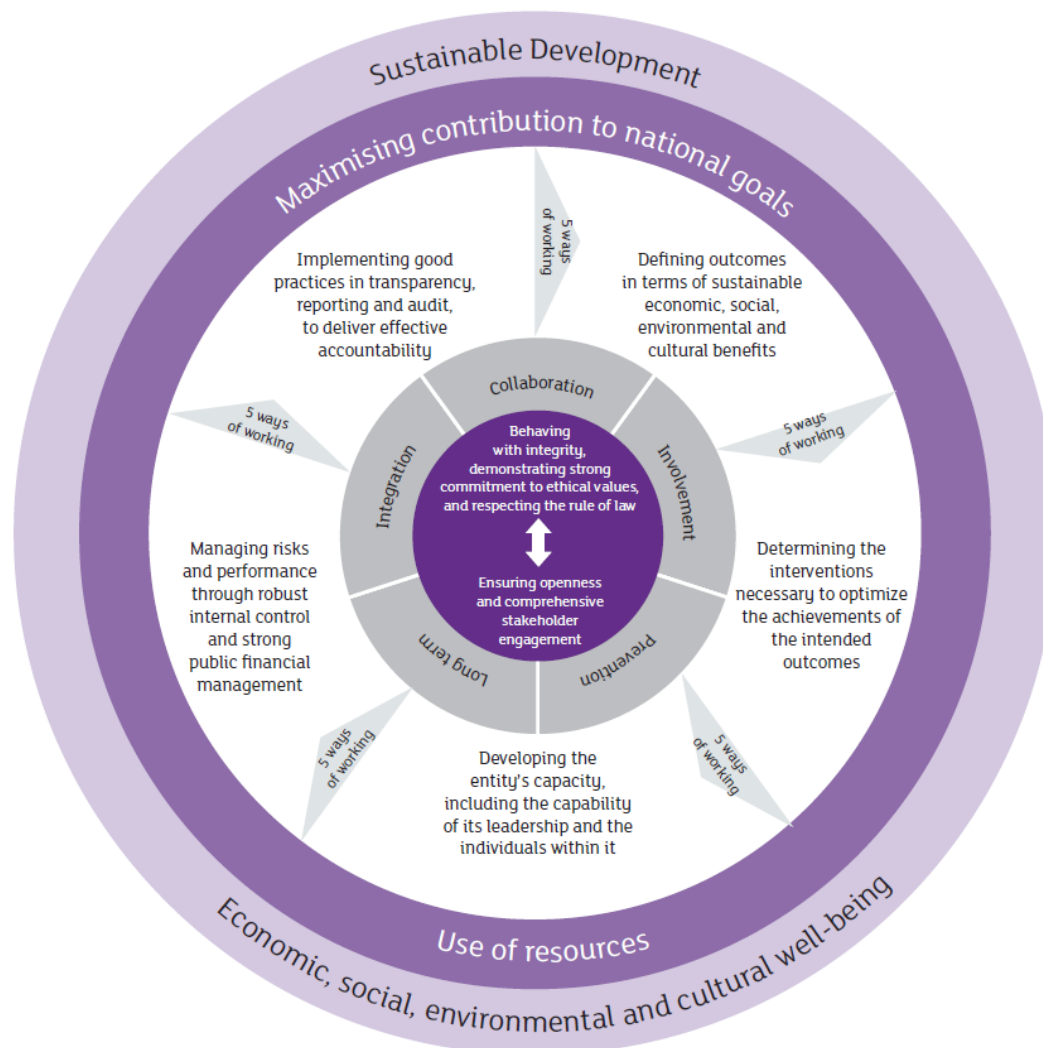 Sustainable Development
Maximising contribution to national goals
5 ways
of working
Implementing good
practices in transparency,
reporting and audit,
to deliver effective
accountability
Defining outcomes
in terms of sustainable
economic, social,
environmental and
cultural benefits
Collaboration
5 ways
of working
5 ways
of working
Integration
Involvement
Behaving
with integrity,
demonstrating strong
commitment to ethical values,
and respecting the rule of law
Ensuring openness
and comprehensive
stakeholder
engagement
Managing risks
and performance
through robust
internal control
and strong
public financial
management
Determining the
interventions
necessary to optimize
the achievements of
the intended
outcomes
Long term
Prevention
5 ways
of working
5 ways
of working
Developing the
entity's capacity,
including the capability
of its leadership and the
individuals within it
Use of resources
Economic, social, environmental and cultural well-being